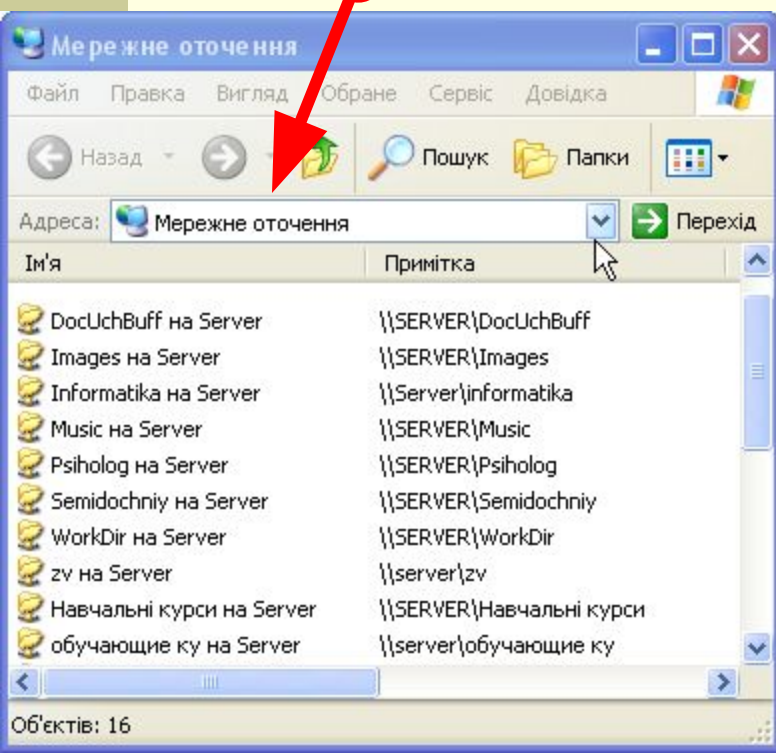 Мережне оточення
Файл Правка Вигляд Обране Сервіс Довідка
Назад Пошук Папки
Адреса: Мережне оточення Перехід
Ім'я Примітка
DocUchBuff на Server \\SERVER\DocUchBuff
Images на Server \\SERVER\Images
Informatika на Server \\Server\informatika
Music на Server \\SERVER\Music
Psiholog на Server \\SERVER\Psiholog
Semidochniy на Server \\SERVER\Semidochniy
WorkDir на Server \\SERVER\WorkDir
zv на Server \\server\zv
Навчальні курси на Server \\SERVER\Навчальні курси
обучающие ку на Server \\server\обучающие ку
Об'єктів: 16